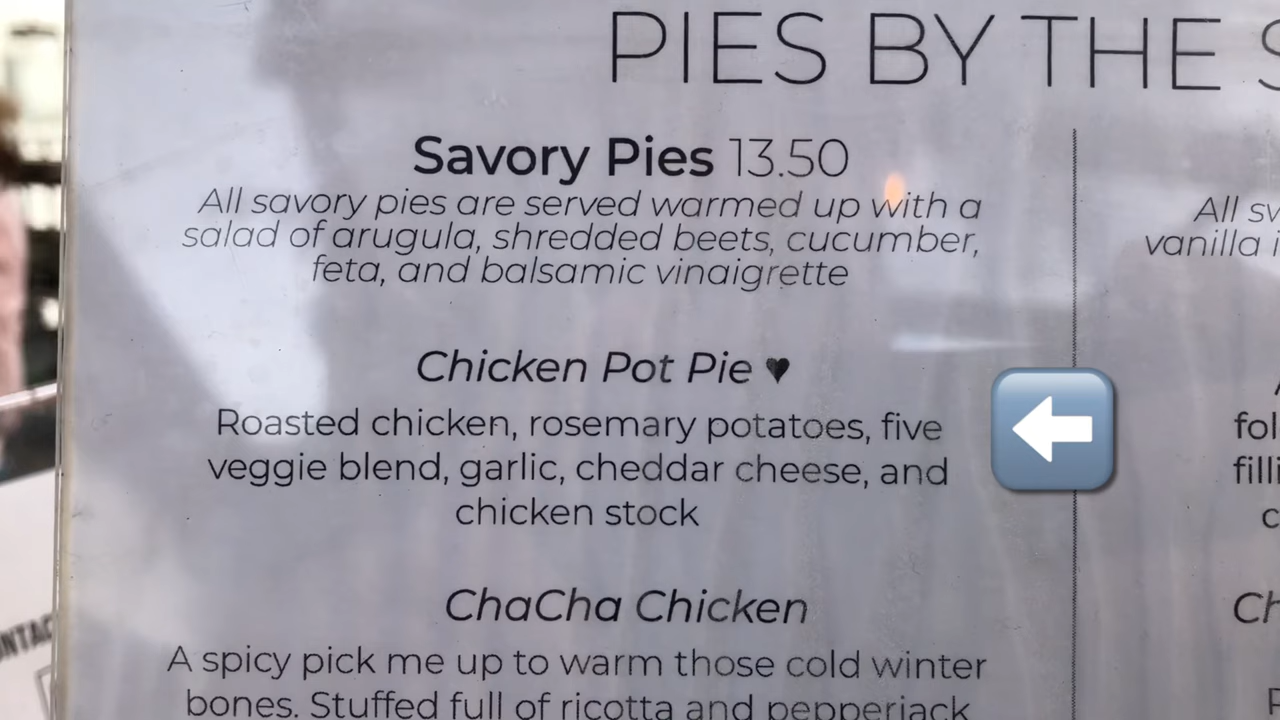 PIES BY THE
Savory Pies 13.50
All savory pies are served warmed up with a
salad of arugula, shredded beets, cucumber,
feta, and balsamic vinaigrette
Chicken Pot Pie ♥
Roasted chicken, rosemary potatoes, five
veggie blend, garlic, cheddar cheese, and
chicken stock
ChaCha Chicken
A spicy pick me up to warm those cold winter
bones. Stuffed full of ricotta and pepperjack
All
vanilla